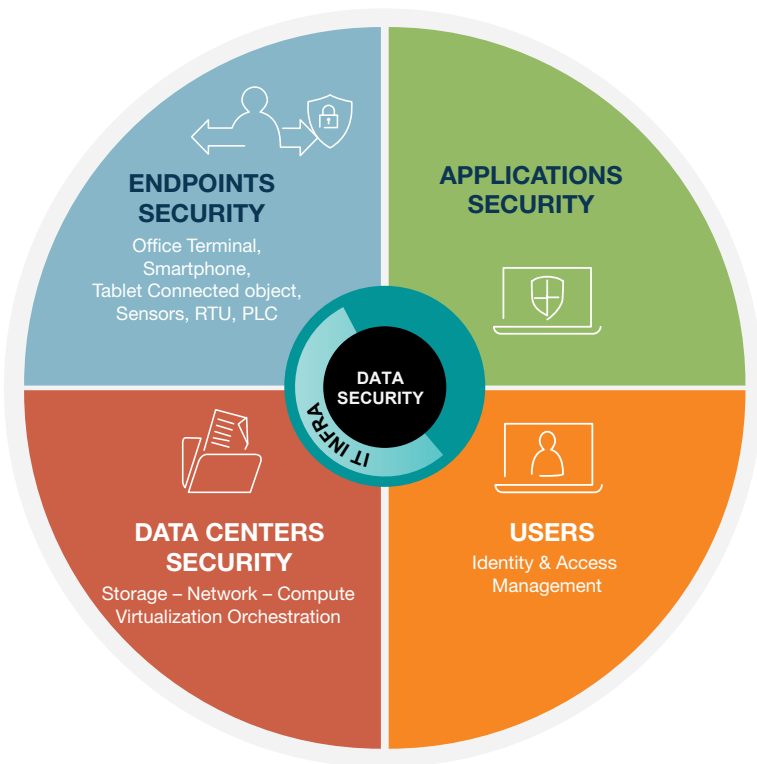 ENDPOINTS
SECURITY
Office Terminal,
Smartphone,
Tablet Connected object,
Sensors, RTU, PLC
APPLICATIONS
SECURITY
DATA
SECURITY
IT INFRA
DATA CENTERS
SECURITY
Storage – Network – Compute
Virtualization Orchestration
USERS
Identity & Access
Management